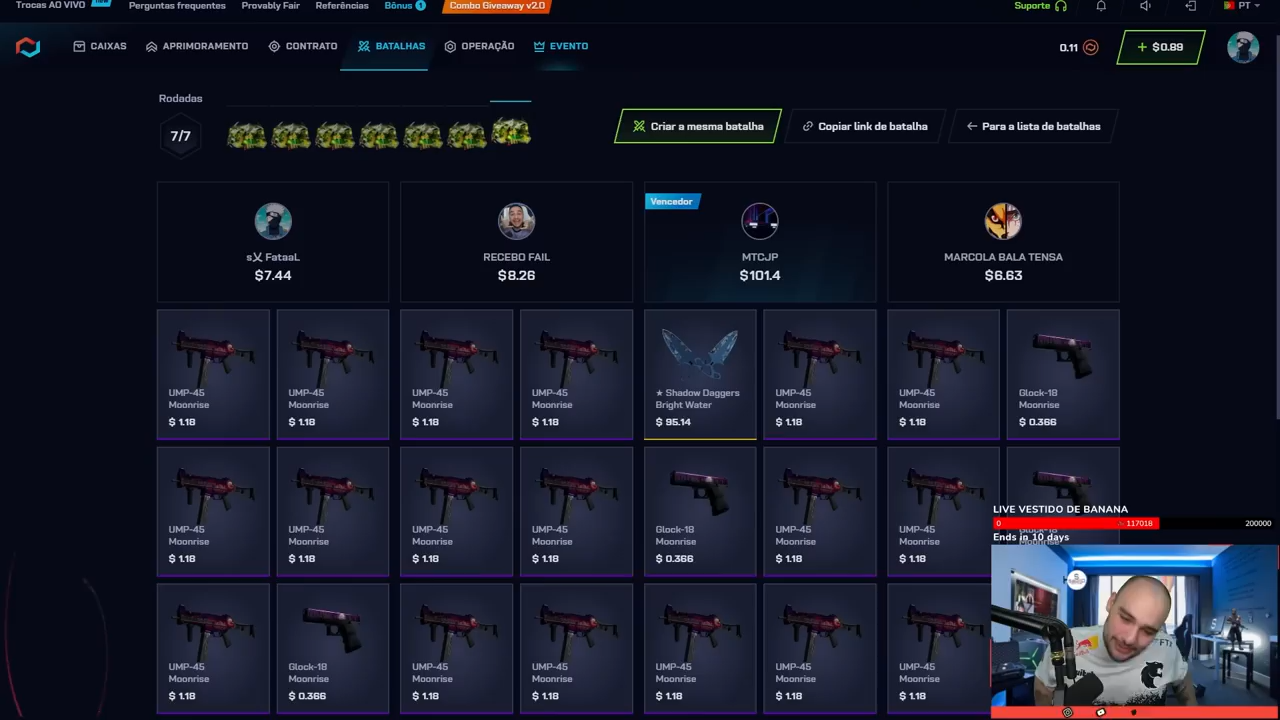 Trocas AO VIVO
Perguntas frequentes
Provably Fair
Referências
Bônus 1
Combo Giveaway v2.0
Suporte
PT
CAIXAS
APRIMORAMENTO
CONTRATO
BATALHAS
OPERAÇÃO
EVENTO
0.11
+ $0.89
Rodadas
7/7
Criar a mesma batalha
Copiar link de batalha
Para a lista de batalhas
FataaL
$7.44
RECEBO FAIL
$8.26
Vencedor
MTCJP
$101.4
MARCOLA BALA TENSA
$6.63
UMP-45
Moonrise
$ 1.18
UMP-45
Moonrise
$ 1.18
UMP-45
Moonrise
$ 1.18
UMP-45
Moonrise
$ 1.18
★ Shadow Daggers
Bright Water
$ 95.14
UMP-45
Moonrise
$ 1.18
UMP-45
Moonrise
$ 1.18
Glock-18
Moonrise
$ 0.366
UMP-45
Moonrise
$ 1.18
UMP-45
Moonrise
$ 1.18
UMP-45
Moonrise
$ 1.18
UMP-45
Moonrise
$ 1.18
Glock-18
Moonrise
$ 0.366
UMP-45
Moonrise
$ 1.18
UMP-45
Moonrise
$ 1.18
LIVE VESTIDO DE BANANA
0
117018
200000
Ends in 10 days
UMP-45
Moonrise
$ 1.18
Glock-18
Moonrise
$ 0.366
UMP-45
Moonrise
$ 1.18
UMP-45
Moonrise
$ 1.18
UMP-45
Moonrise
$ 1.18
UMP-45
Moonrise
$ 1.18
UMP-45
Moonrise
$ 1.18